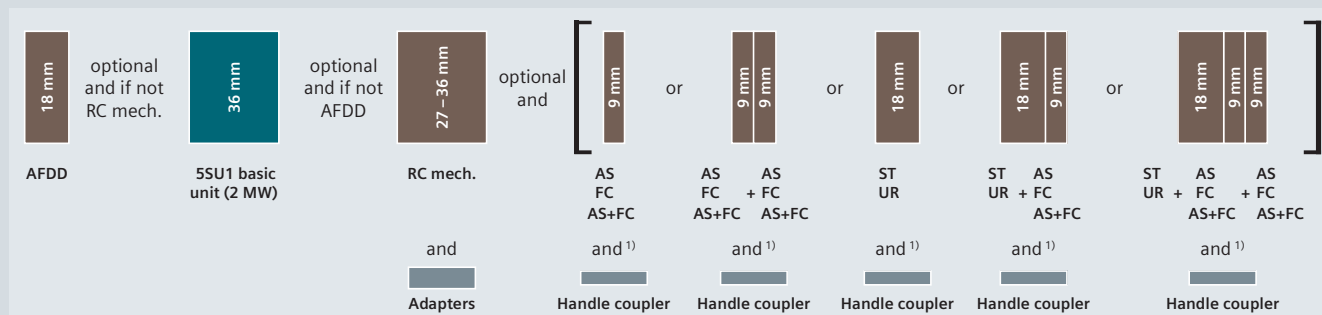 18 mm
optional
and if not
RC mech.
36 mm
optional
and if not
AFDD
27 – 36 mm
optional
and
9 mm
or
9 mm
9 mm
or
18 mm
or
18 mm
9 mm
or
18 mm
9 mm
9 mm
AFDD
5SU1 basic
unit (2 MW)
RC mech.
AS
FC
AS+FC
AS AS
FC + FC
AS+FC AS+FC
ST
UR
ST AS
UR + FC
AS+FC
ST AS AS
UR + FC + FC
AS+FC AS+FC
and
and 1)
and 1)
and 1)
and 1)
and 1)
Adapters
Handle coupler
Handle coupler
Handle coupler
Handle coupler
Handle coupler